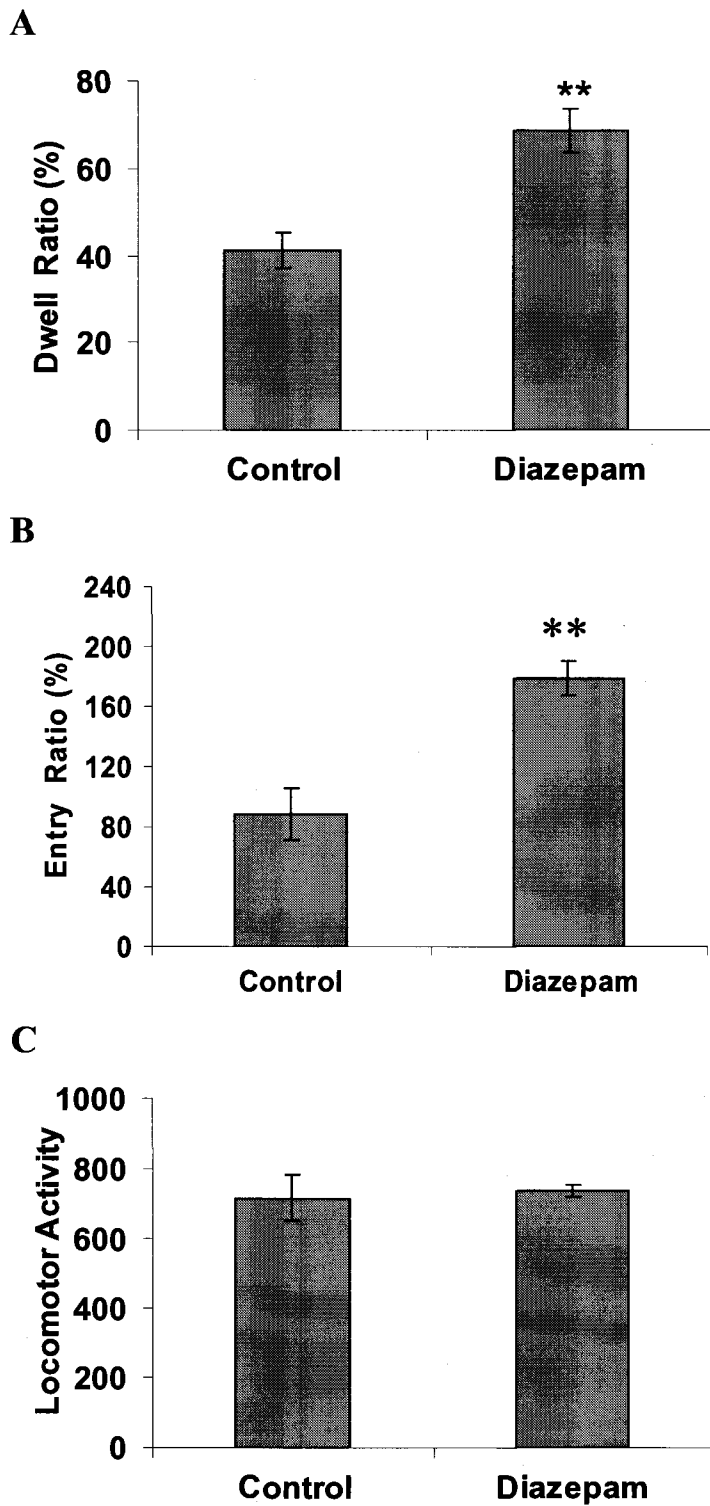 A
Dwell Ratio (%)
80
60
40
20
0
**
Control Diazepam
B
Entry Ratio (%)
240
200
160
120
80
40
0
**
Control Diazepam
C
Locomotor Activity
1000
800
600
400
200
0
Control Diazepam